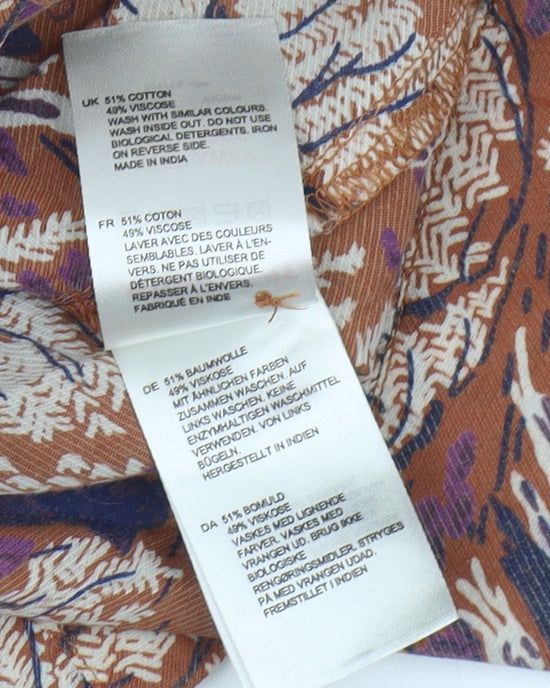 UK 51% COTTON
49% VISCOSE
WASH WITH SIMILAR COLOURS.
WASH INSIDE OUT. DO NOT USE
BIOLOGICAL DETERGENTS. IRON
ON REVERSE SIDE.
MADE IN INDIA
FR 51% COTON
49% VISCOSE
LAVER AVEC DES COULEURS
SEMBLABLES. LAVER À L'EN-
VERS. NE PAS UTILISER DE
DÉTERGENT BIOLOGIQUE.
REPASSER À L'ENVERS.
FABRIQUÉ EN INDE
DE 51% BAUMWOLLE
49% VISKOSE
MIT ÄHNLICHEN FARBEN
ZUSAMMEN WASCHEN. AUF
LINKS WASCHEN. KEINE
ENZYMHALTIGEN WASCHMITTEL
VERWENDEN. VON LINKS
BÜGELN.
HERGESTELLT IN INDIEN
DA 51% BOMULD
49% VISKOSE
VASKES MED LIGNENDE
FARVER. VASKES MED
VRANGEN UD. BRUG IKKE
BIOLOGISKE
RENGØRINGSMIDLER. STRYGES
PÅ MED VRANGEN UDAD.
FREMSTILLET I INDIEN